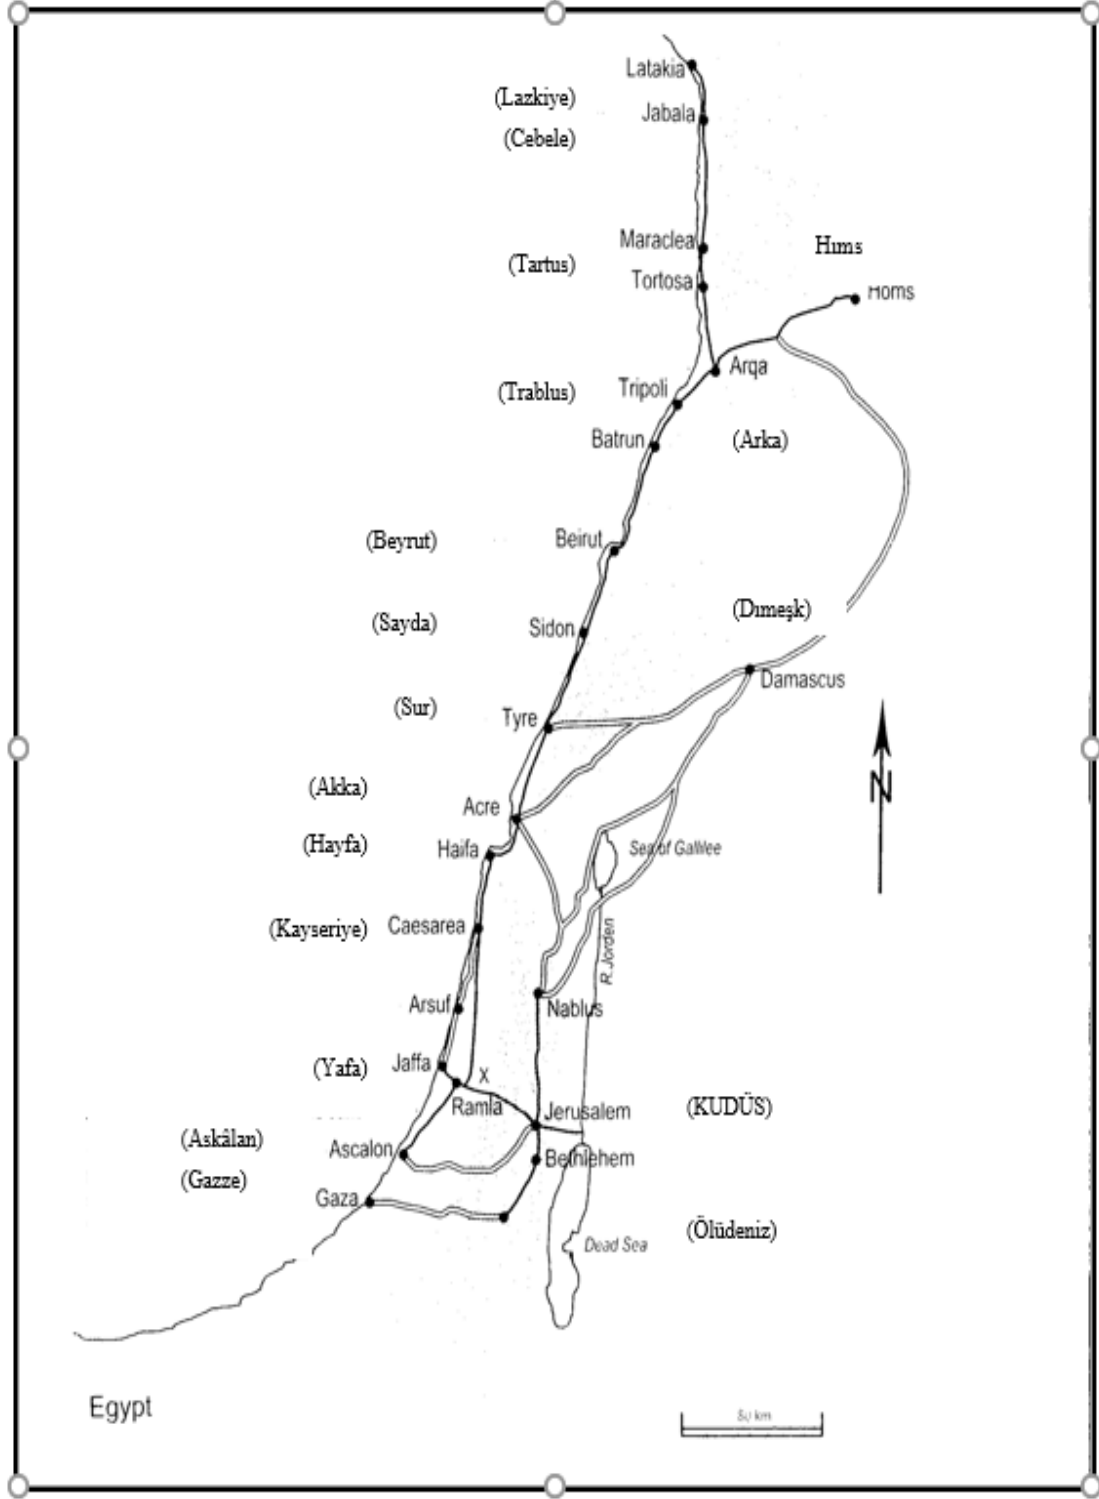 Latakia
(Lazkiye)
Jabala
(Cebele)
Maraclea
Hıms
(Tartus)
Tortosa
Homs
Arqa
Tripoli
(Trablus)
Batrun
(Arka)
Beirut
(Beyrut)
(Dımeşk)
(Sayda)
Sidon
Damascus
(Sur)
Tyre
(Akka)
N
Acre
(Hayfa)
Haifa
Sea of Galilee
Caesarea
(Kayseriye)
R. Jorden
Arsuf
Nablus
Jaffa
(Yafa)
X
Ramla
Jerusalem
(KUDÜS)
(Askâlan)
Ascalon
Bethlehem
(Gazze)
Gaza
(Ölüdeniz)
Dead Sea
Egypt
50 km